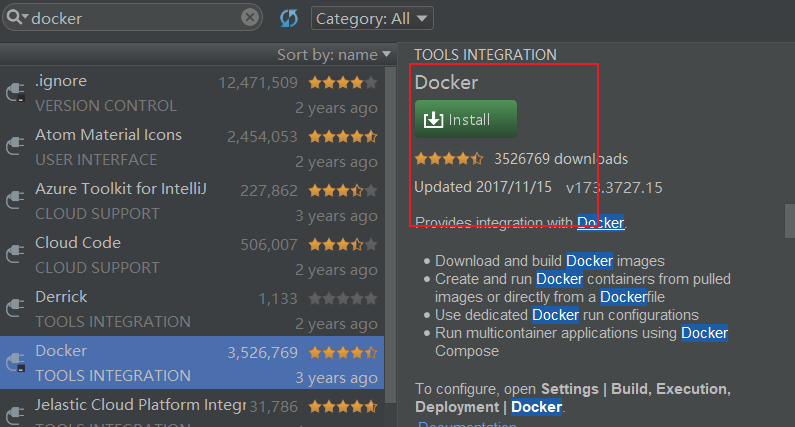 docker
Category: All
Sort by: name
.ignore 12,471,509
VERSION CONTROL 2 years ago
Atom Material Icons 2,454,053
USER INTERFACE 2 years ago
Azure Toolkit for IntelliJ 227,862
CLOUD SUPPORT 3 years ago
Cloud Code 506,007
CLOUD SUPPORT 2 years ago
Derrick 1,133
TOOLS INTEGRATION 2 years ago
Docker 3,526,769
TOOLS INTEGRATION 3 years ago
Jelastic Cloud Platform Integr 31,786
TOOLS INTEGRATION
Docker
Install
3526769 downloads
Updated 2017/11/15 v173.3727.15
Provides integration with Docker.
Download and build Docker images
Create and run Docker containers from pulled
images or directly from a Dockerfile
Use dedicated Docker run configurations
Run multicontainer applications using Docker
Compose
To configure, open Settings | Build, Execution,
Deployment | Docker.
Documentation